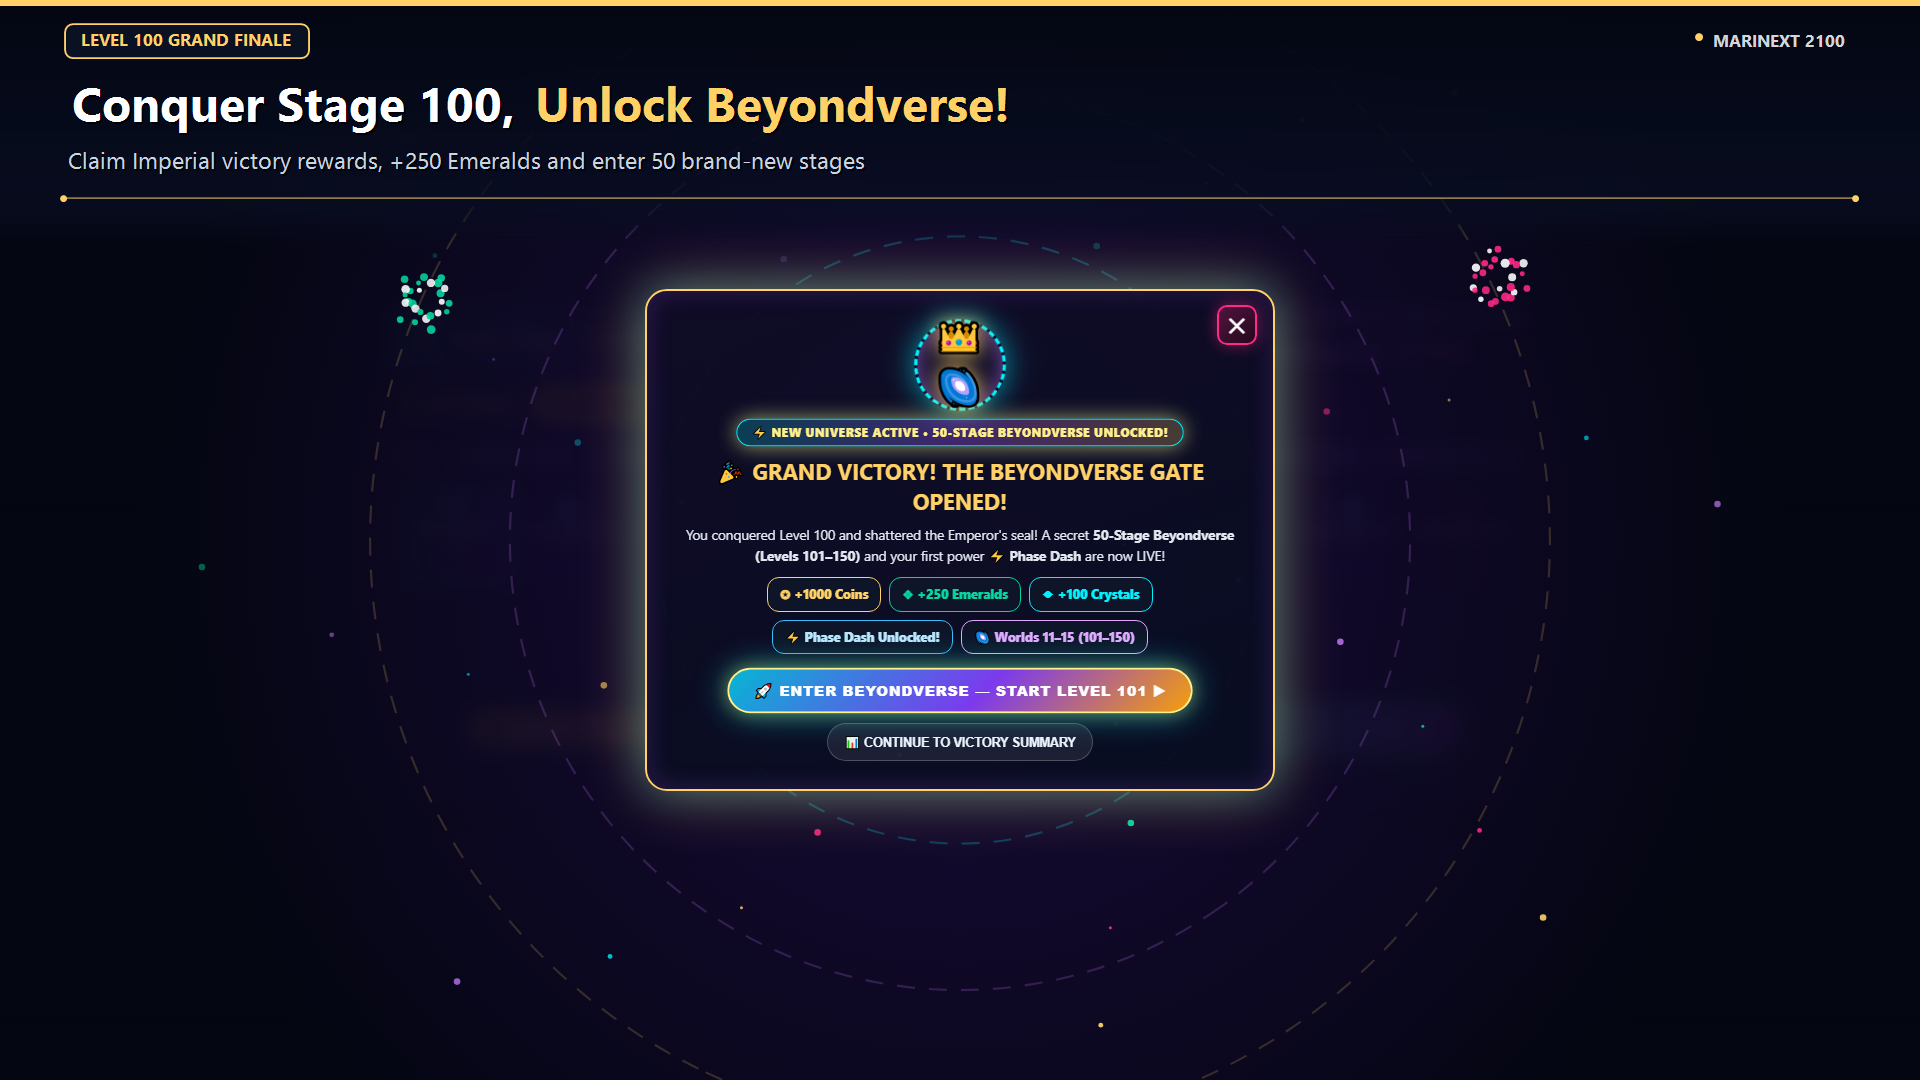 LEVEL 100 GRAND FINALE
MARINEXT 2100
Conquer Stage 100, Unlock Beyondverse!
Claim Imperial victory rewards, +250 Emeralds and enter 50 brand-new stages
⚡ NEW UNIVERSE ACTIVE • 50-STAGE BEYONDVERSE UNLOCKED!
🎉 GRAND VICTORY! THE BEYONDVERSE GATE
OPENED!
You conquered Level 100 and shattered the Emperor's seal! A secret 50-Stage Beyondverse
(Levels 101–150) and your first power ⚡ Phase Dash are now LIVE!
+1000 Coins
+250 Emeralds
+100 Crystals
⚡ Phase Dash Unlocked!
🌀 Worlds 11–15 (101–150)
🚀 ENTER BEYONDVERSE — START LEVEL 101 ▶
📊 CONTINUE TO VICTORY SUMMARY